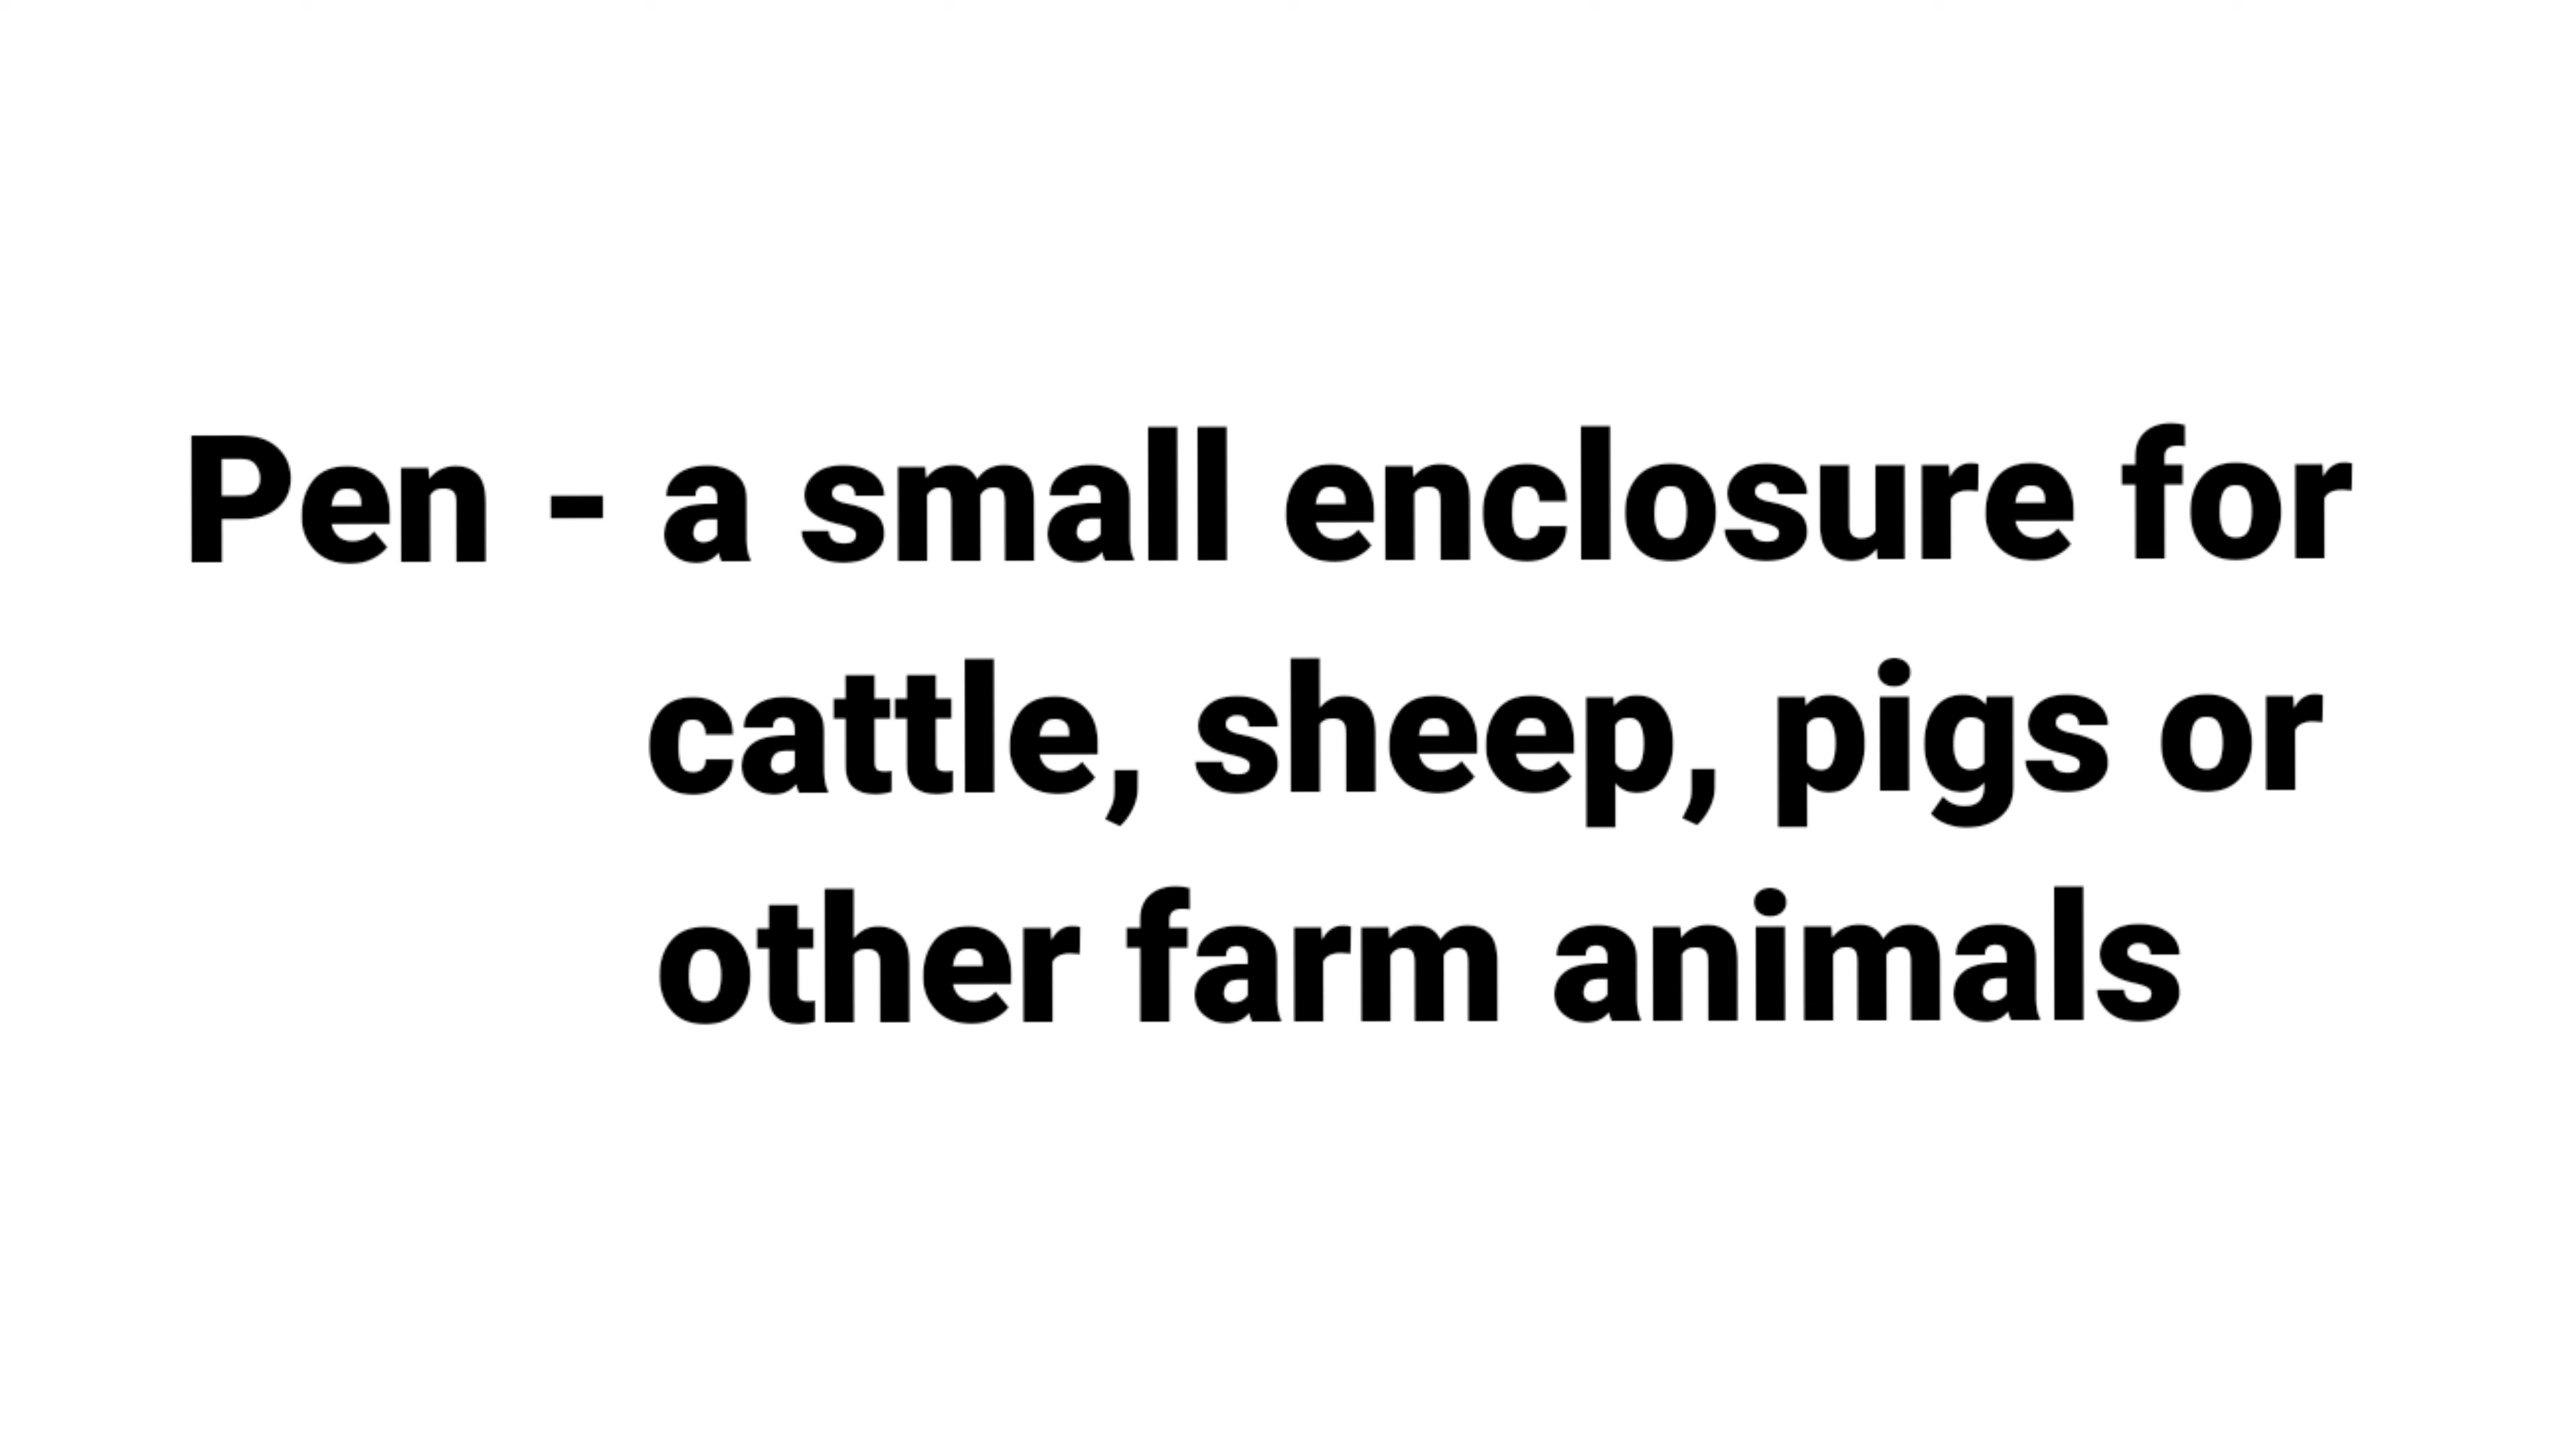 Pen - a small enclosure for
cattle, sheep, pigs or
other farm animals